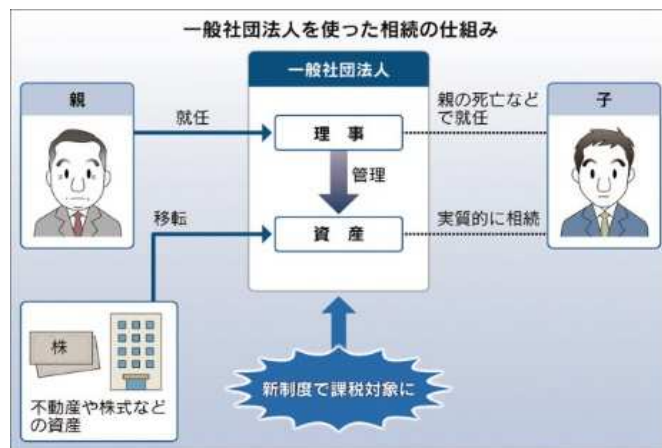 一般社団法人を使った相続の仕組み
一般社団法人
親
就任
理 事
親の死亡など
で就任
子
管理
移転
資 産
実質的に相続
株
不動産や株式などの
の資産
新制度で課税対象に